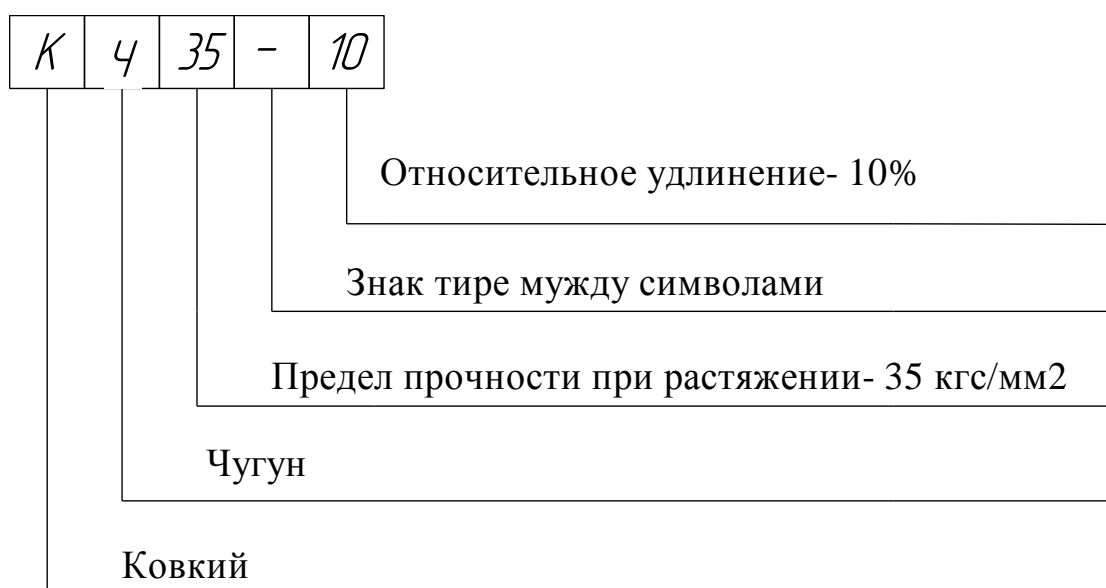 К Ч 35 - 10
Относительное удлинение- 10%
Знак тире мужду символами
Предел прочности при растяжении- 35 кгс/мм2
Чугун
Ковкий